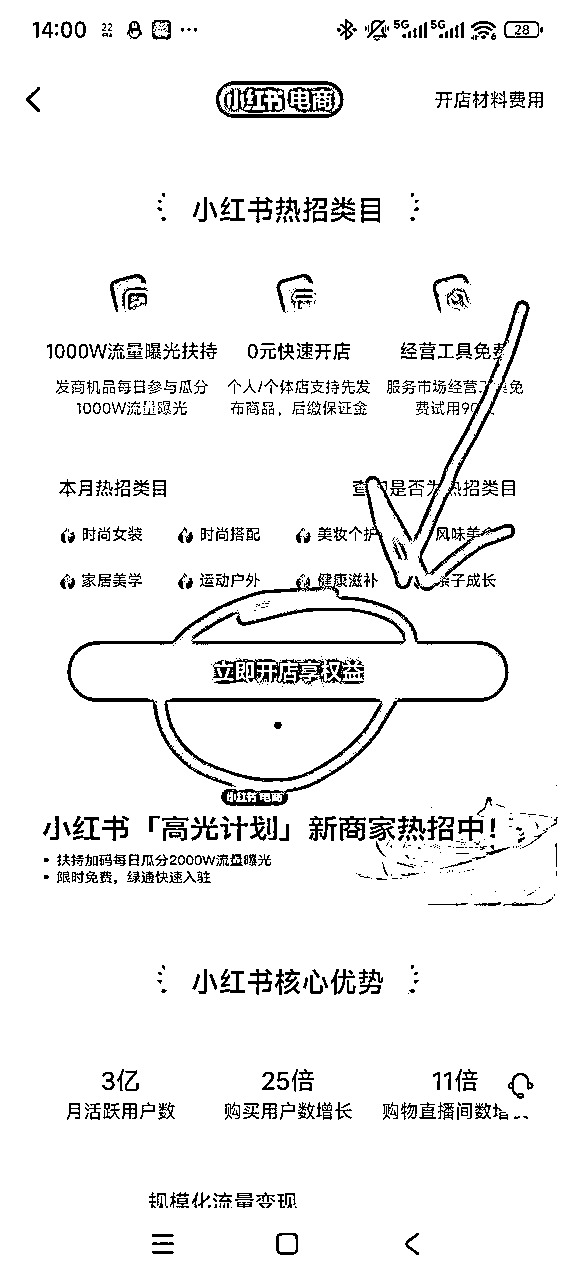 14:00
5G 5G 28
小红书 电商
开店材料费用
小红书热招类目
1000W流量曝光扶持 0元快速开店 经营工具免费
发商机品每日参与瓜分 个人/个体店支持先发 服务市场经营工具免
1000W流量曝光 布商品，后缴保证金 费试用90
本月热招类目 是否为热招类目
时尚女装 时尚搭配 美妆个护 风味美
家居美学 运动户外 健康滋补 亲子成长
立即开店享权益
小红书 电商
小红书「高光计划」新商家热招中！
• 扶持加码每日瓜分2000W流量曝光
• 限时免费，绿通快速入驻
小红书核心优势
3亿 25倍 11倍
月活跃用户数 购买用户数增长 购物直播间数增
规模化流量变现